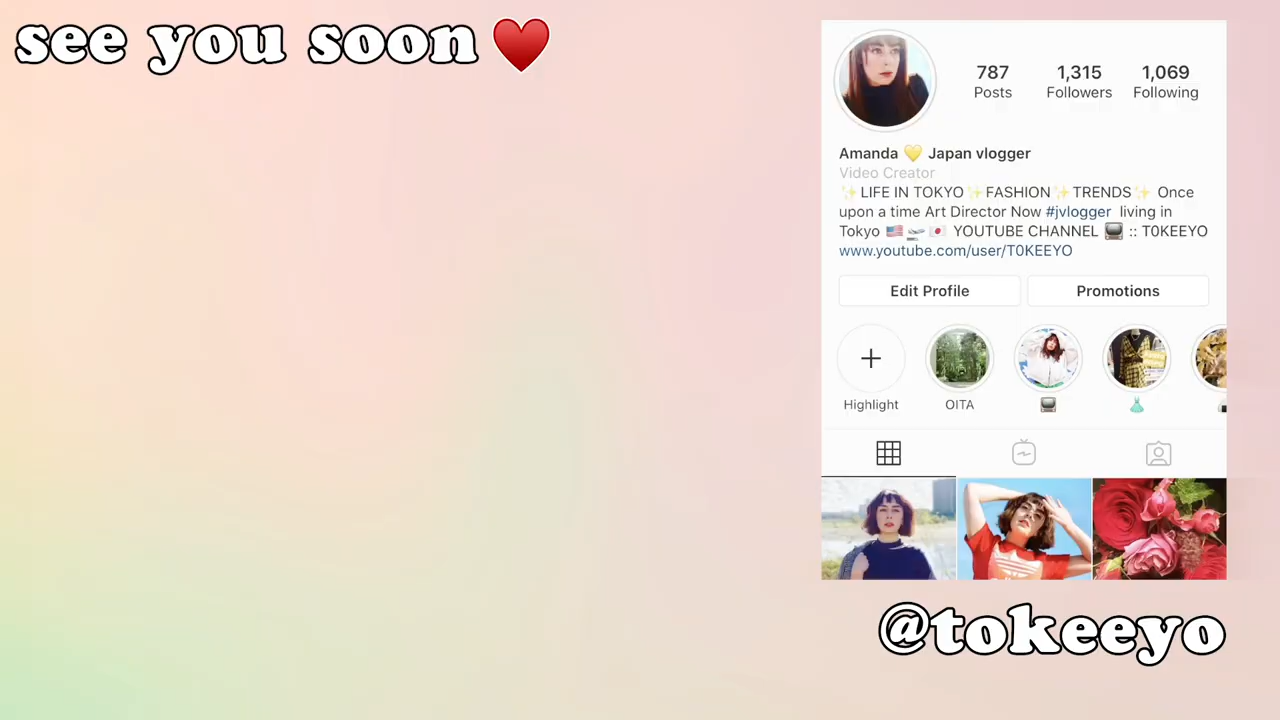 see you soon ❤️
787 1,315 1,069
Posts Followers Following
Amanda 💛 Japan vlogger
Video Creator
✨LIFE IN TOKYO✨FASHION✨TRENDS✨ Once
upon a time Art Director Now #jvlogger living in
Tokyo 🇺🇸🛫🇯🇵 YOUTUBE CHANNEL 📺 :: T0KEEYO
www.youtube.com/user/T0KEEYO
Edit Profile Promotions
Highlight OITA 📺 👗
@tokeeyo